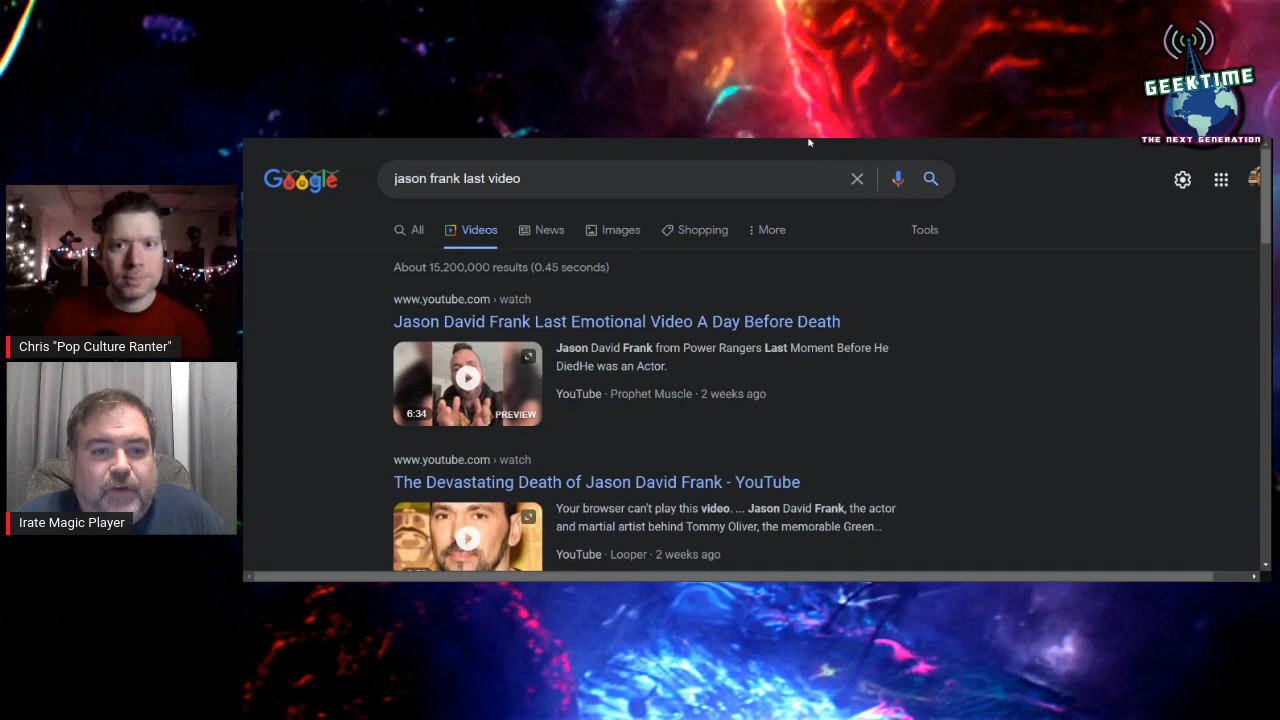 GEEKTIME
THE NEXT GENERATION
Google
jason frank last video
All
Videos
News
Images
Shopping
More
Tools
About 15,200,000 results (0.45 seconds)
www.youtube.com › watch
Jason David Frank Last Emotional Video A Day Before Death
6:34
PREVIEW
Jason David Frank from Power Rangers Last Moment Before He
DiedHe was an Actor.
YouTube · Prophet Muscle · 2 weeks ago
www.youtube.com › watch
The Devastating Death of Jason David Frank - YouTube
Your browser can't play this video. ... Jason David Frank, the actor
and martial artist behind Tommy Oliver, the memorable Green...
YouTube · Looper · 2 weeks ago
Chris "Pop Culture Ranter"
Irate Magic Player